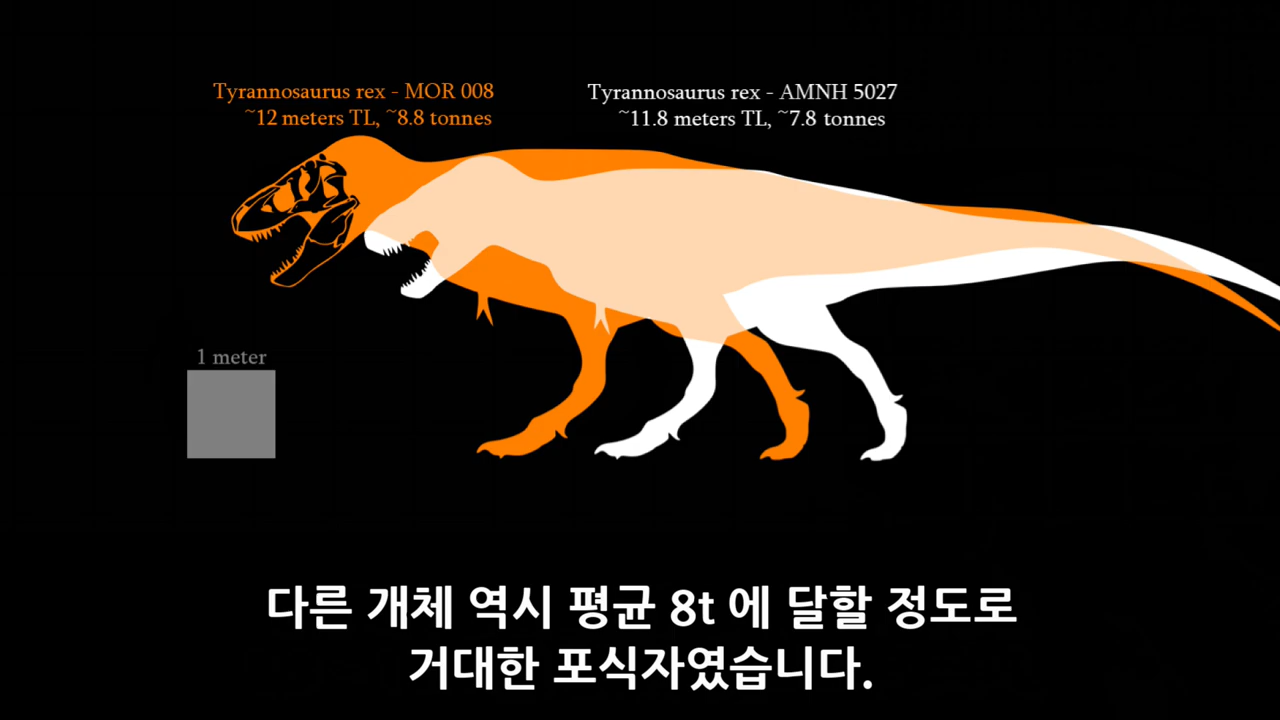 Tyrannosaurus rex - MOR 008
~12 meters TL, ~8.8 tonnes
Tyrannosaurus rex - AMNH 5027
~11.8 meters TL, ~7.8 tonnes
1 meter
다른 개체 역시 평균 8t 에 달할 정도로
거대한 포식자였습니다.